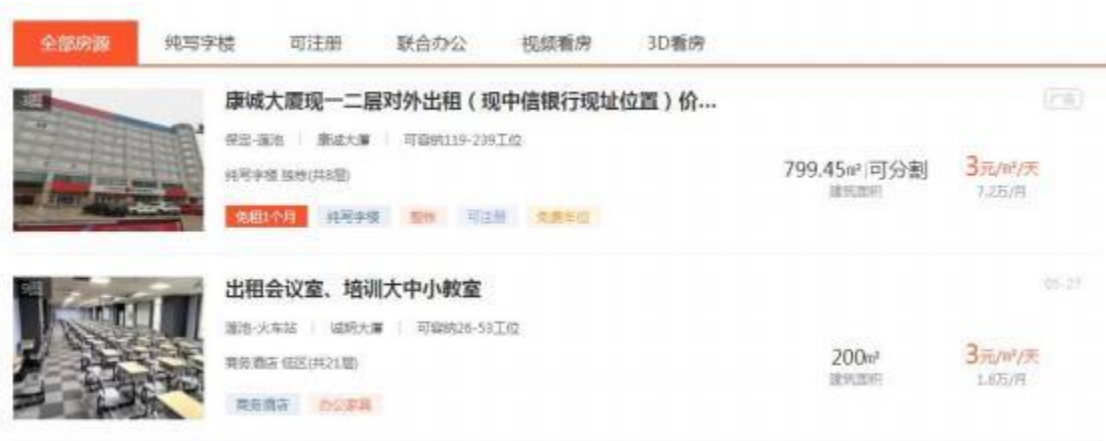 全部房源 纯写字楼 可注册 联合办公 视频看房 3D看房
康诚大厦现一二层对外出租（现中信银行现址位置）价...
广告
保定-莲池 | 康诚大厦 | 可容纳119-239工位
799.45m²|可分割 3元/m²/天
纯写字楼 独栋(共8层)
建筑面积 7.2万/月
免租1个月 纯写字楼 整栋 可注册 免费车位
出租会议室、培训大中小教室
05-27
莲池-火车站 | 诚明大厦 | 可容纳26-53工位
200m² 3元/m²/天
商务酒店 低区(共21层)
建筑面积 1.8万/月
商务酒店 办公家具